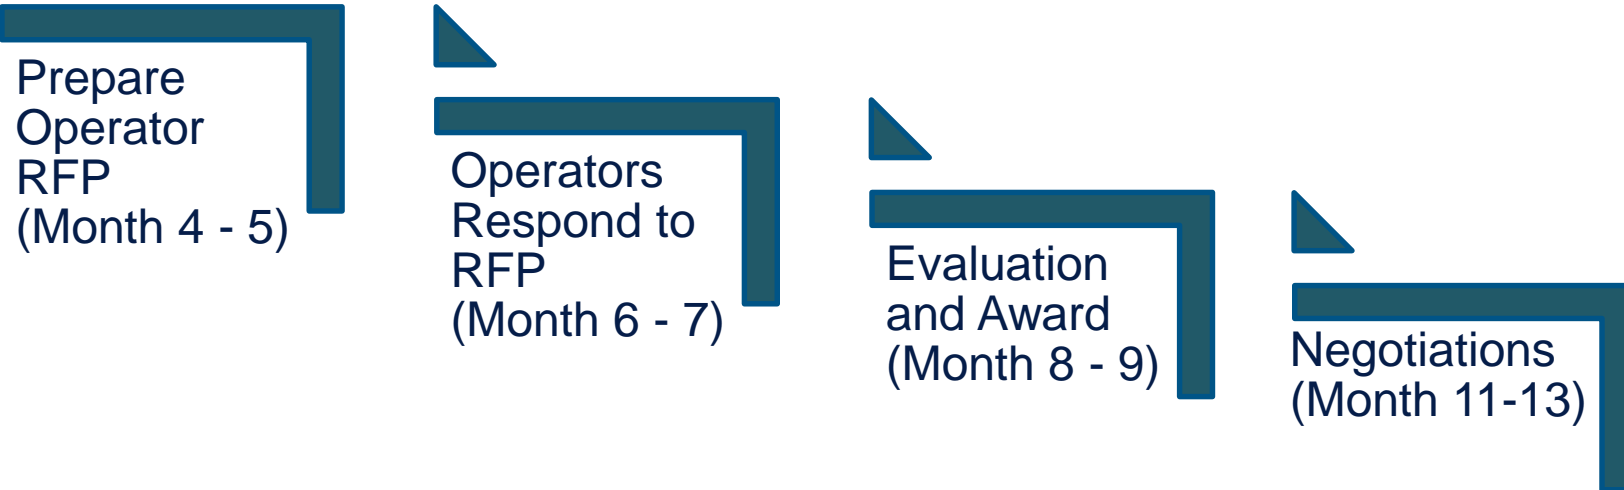 Prepare
Operator
RFP
(Month 4 - 5)
Operators
Respond to
RFP
(Month 6 - 7)
Evaluation
and Award
(Month 8 - 9)
Negotiations
(Month 11-13)